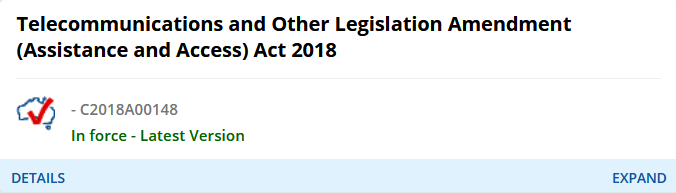 Telecommunications and Other Legislation Amendment
(Assistance and Access) Act 2018
- C2018A00148
In force - Latest Version
DETAILS
EXPAND